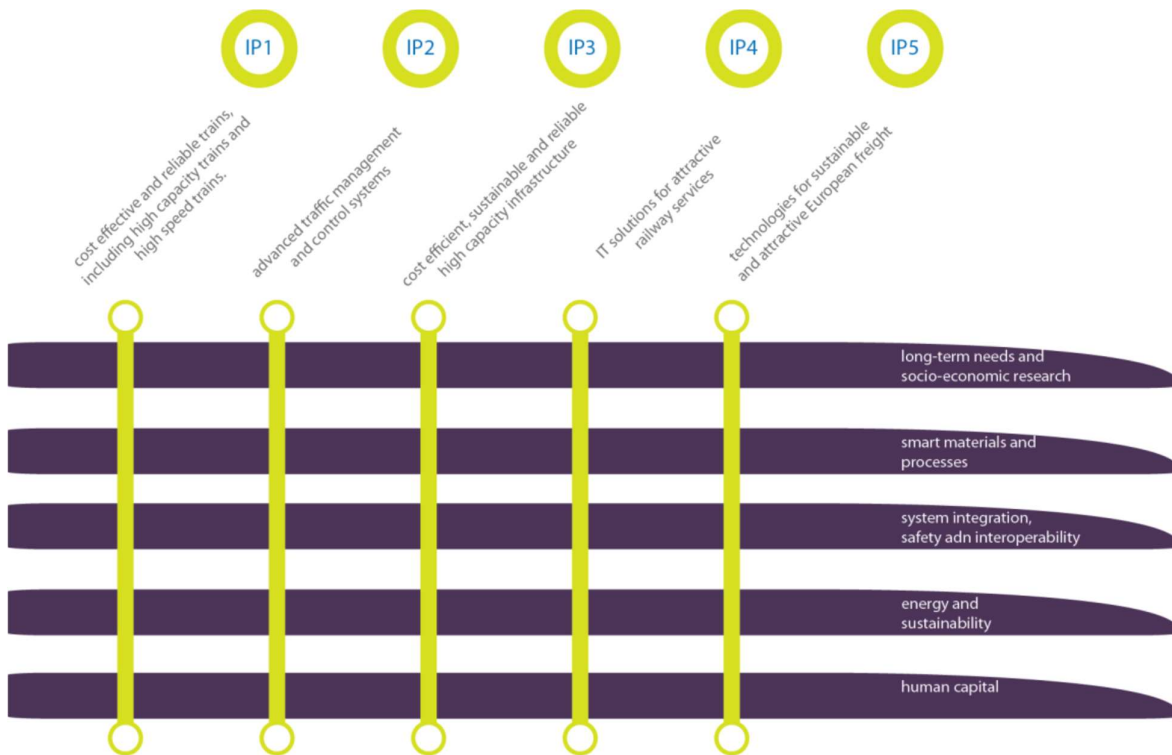 IP1
IP2
IP3
IP4
IP5
cost effective and reliable trains,
including high capacity trains and
high speed trains.
advanced traffic management
and control systems
cost efficient, sustainable and reliable
high capacity infrastructure
IT solutions for attractive
railway services
technologies for sustainable
and attractive European freight
long-term needs and
socio-economic research
smart materials and
processes
system integration,
safety adn interoperability
energy and
sustainability
human capital